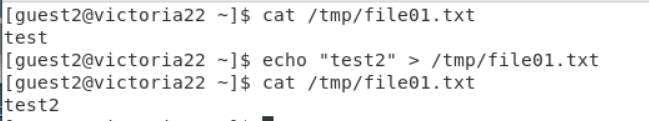 [guest2@victoria22 ~]$ cat /tmp/file01.txt
test
[guest2@victoria22 ~]$ echo "test2" > /tmp/file01.txt
[guest2@victoria22 ~]$ cat /tmp/file01.txt
test2